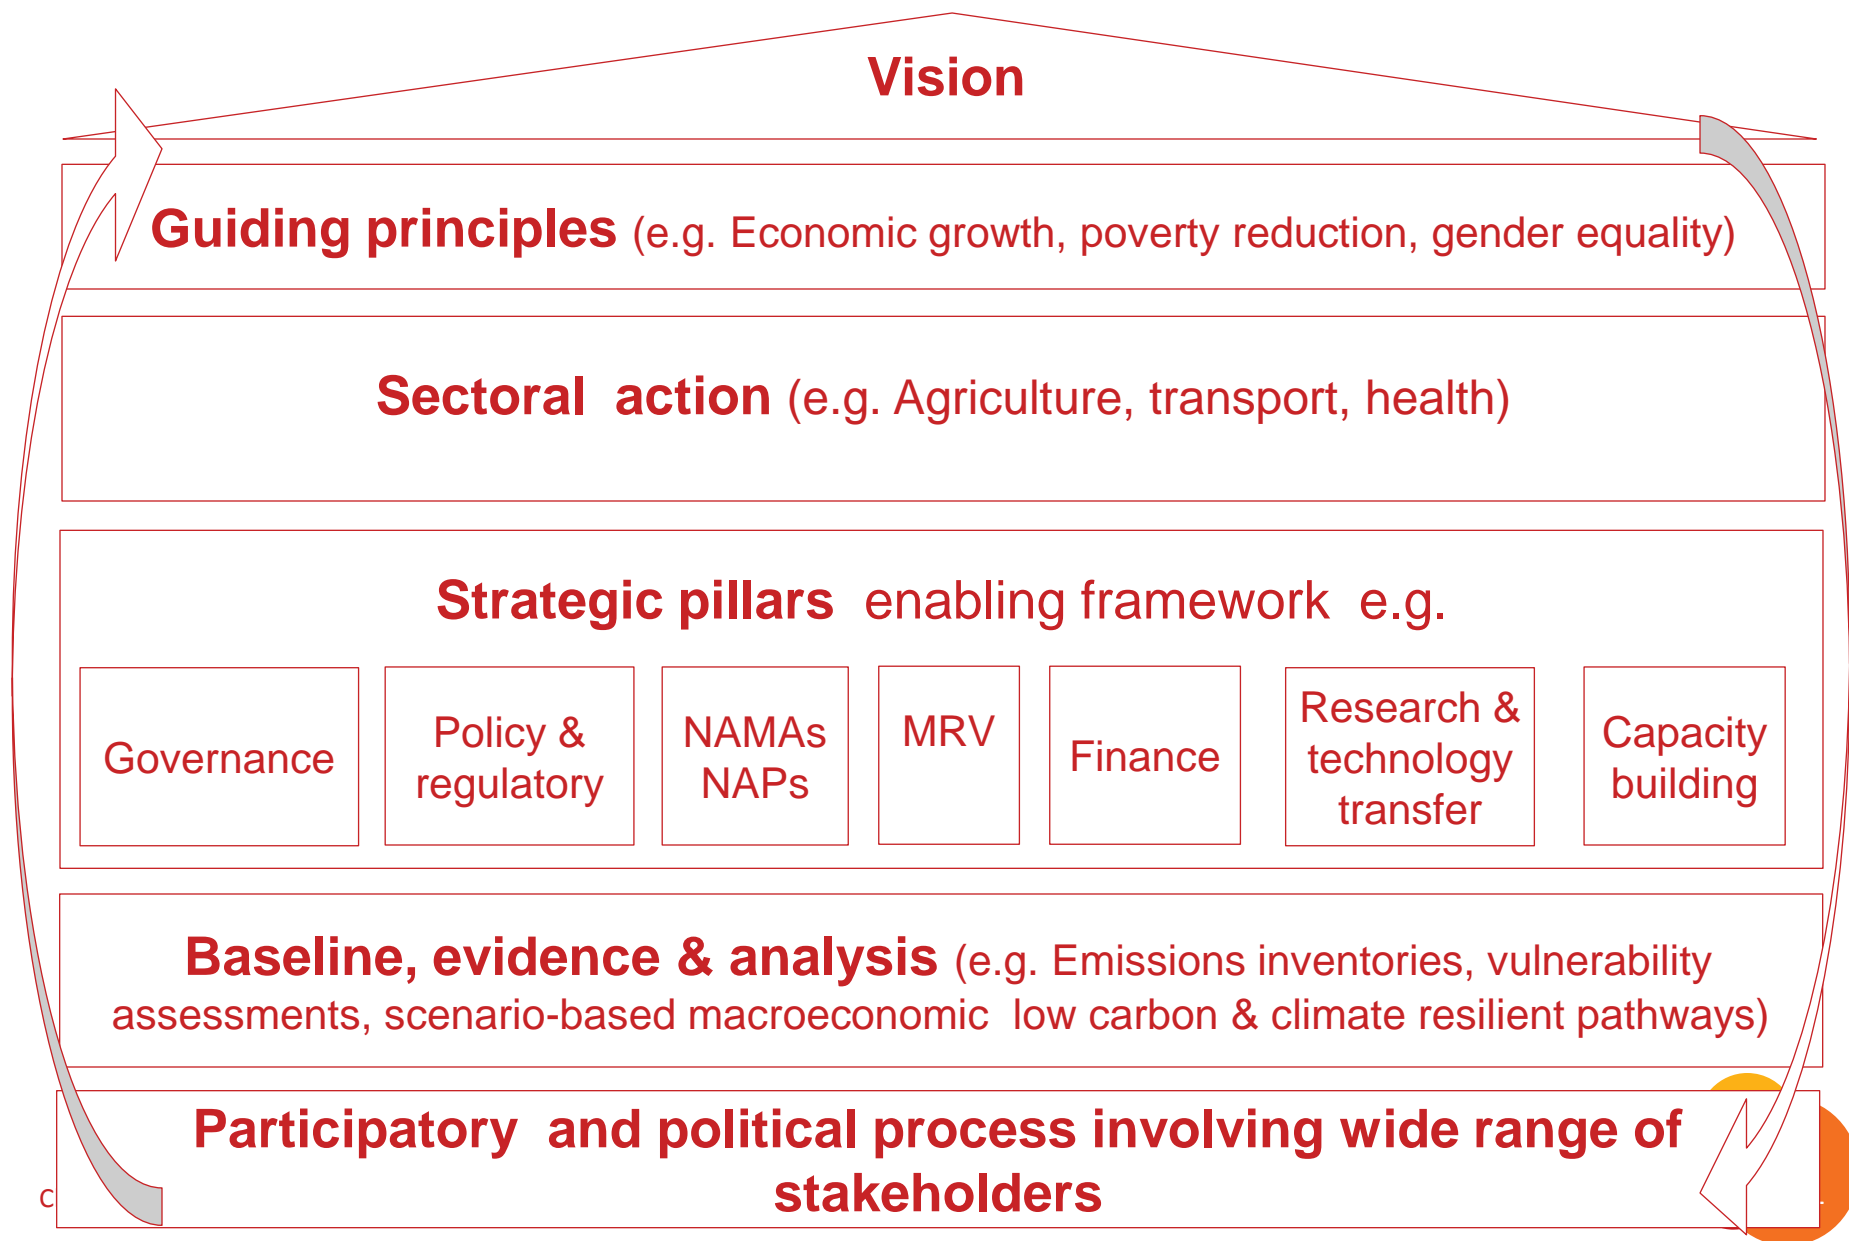 Vision
Guiding principles (e.g. Economic growth, poverty reduction, gender equality)
Sectoral action (e.g. Agriculture, transport, health)
Strategic pillars enabling framework e.g.
Governance
Policy &
regulatory
NAMAs
NAPs
MRV
Finance
Research &
technology
transfer
Capacity
building
Baseline, evidence & analysis (e.g. Emissions inventories, vulnerability
assessments, scenario-based macroeconomic low carbon & climate resilient pathways)
Participatory and political process involving wide range of
stakeholders